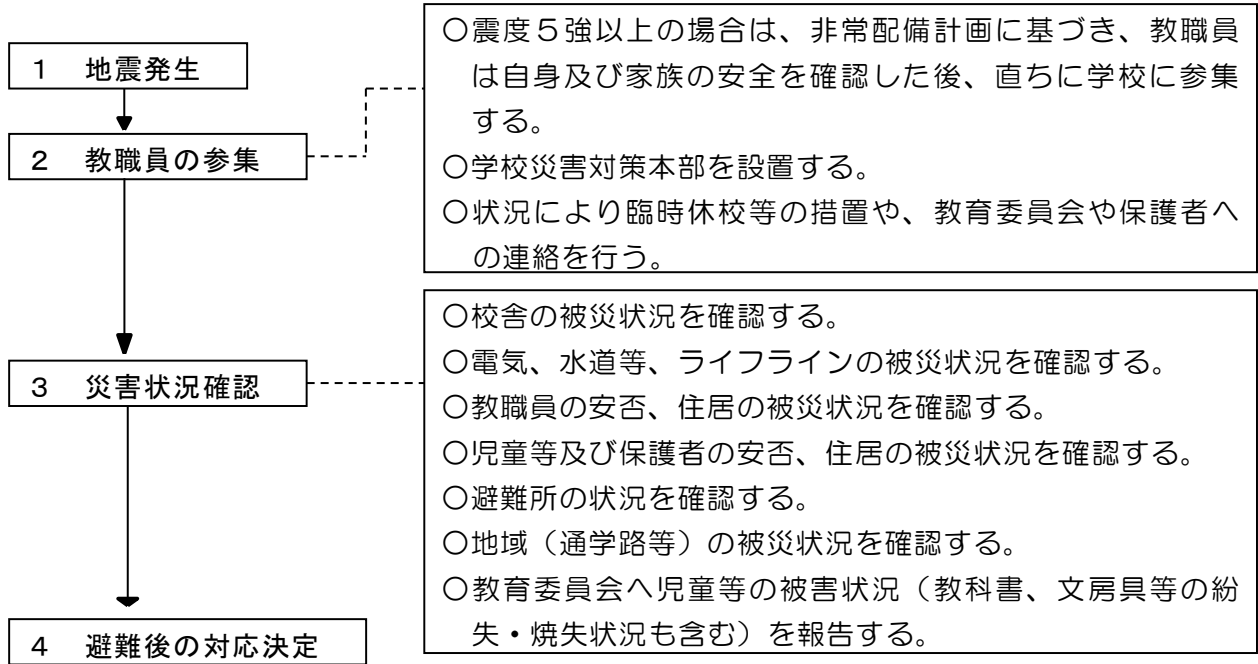 1 地震発生
2 教職員の参集
○震度5強以上の場合は、非常配備計画に基づき、教職員
は自身及び家族の安全を確認した後、直ちに学校に参集
する。
○学校災害対策本部を設置する。
○状況により臨時休校等の措置や、教育委員会や保護者へ
の連絡を行う。
3 災害状況確認
○校舎の被災状況を確認する。
○電気、水道等、ライフラインの被災状況を確認する。
○教職員の安否、住居の被災状況を確認する。
○児童等及び保護者の安否、住居の被災状況を確認する。
○避難所の状況を確認する。
○地域（通学路等）の被災状況を確認する。
○教育委員会へ児童等の被害状況（教科書、文房具等の紛
失・焼失状況も含む）を報告する。
4 避難後の対応決定